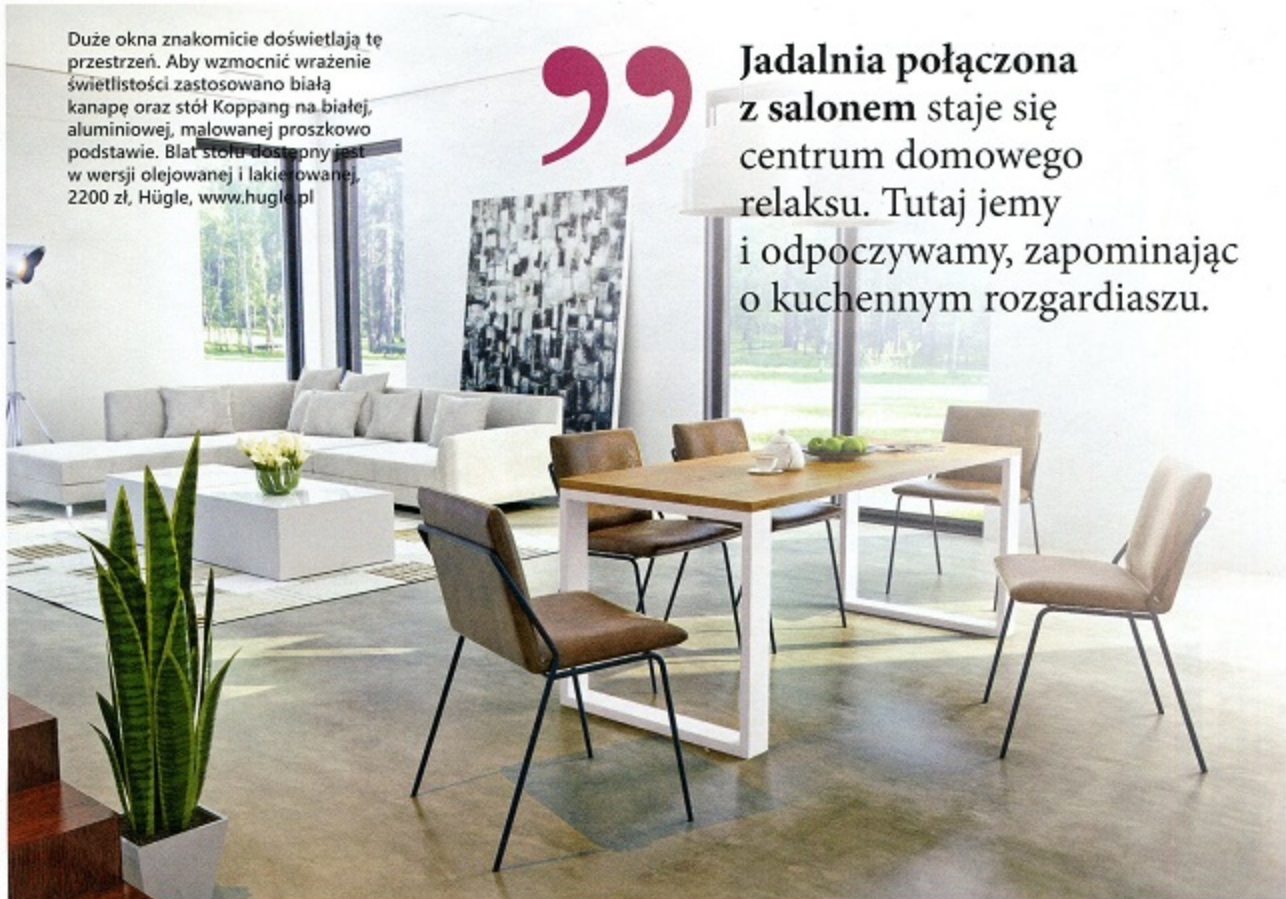 Duże okna znakomicie doświetlają tę
przestrzeń. Aby wzmocnić wrażenie
świetlistości zastosowano białą
kanapę oraz stół Koppang na białej,
aluminiowej, malowanej proszkowo
podstawie. Blat stołu dostępny jest
w wersji olejowanej i lakierowanej,
2200 zł, Hügle, www.hugle.pl
”
Jadalnia połączona
z salonem staje się
centrum domowego
relaksu. Tutaj jemy
i odpoczywamy, zapominając
o kuchennym rozgardiaszu.